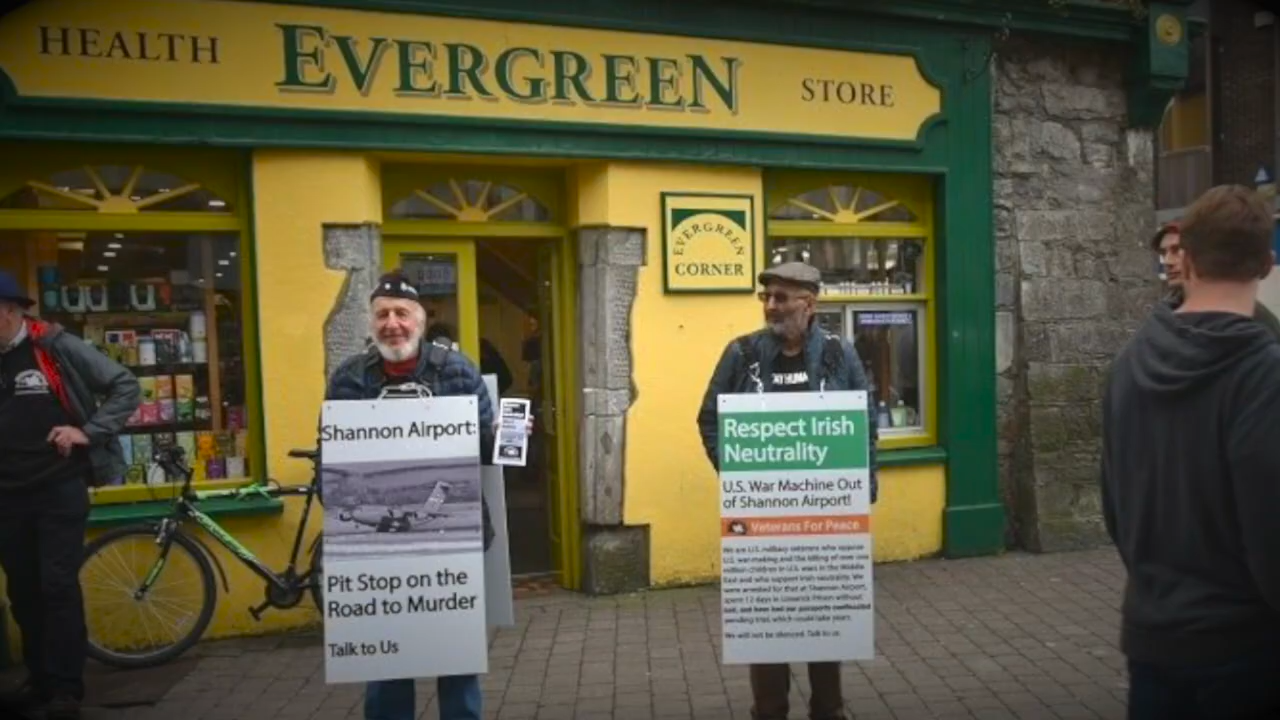 HEALTH EVERGREEN STORE
EVERGREEN
CORNER
Shannon Airport:
Pit Stop on the
Road to Murder
Talk to Us
Respect Irish
Neutrality
U.S. War Machine Out
of Shannon Airport!
Veterans For Peace
We are U.S. military veterans who oppose
U.S. war-making and the killing of over one
million children in U.S. wars in the Middle
East and who support Irish neutrality. We
were arrested for that at Shannon Airport,
spent 12 days in Limerick Prison without
bail, and have had our passports confiscated
pending trial, which could take years.
We will not be silenced. Talk to us.